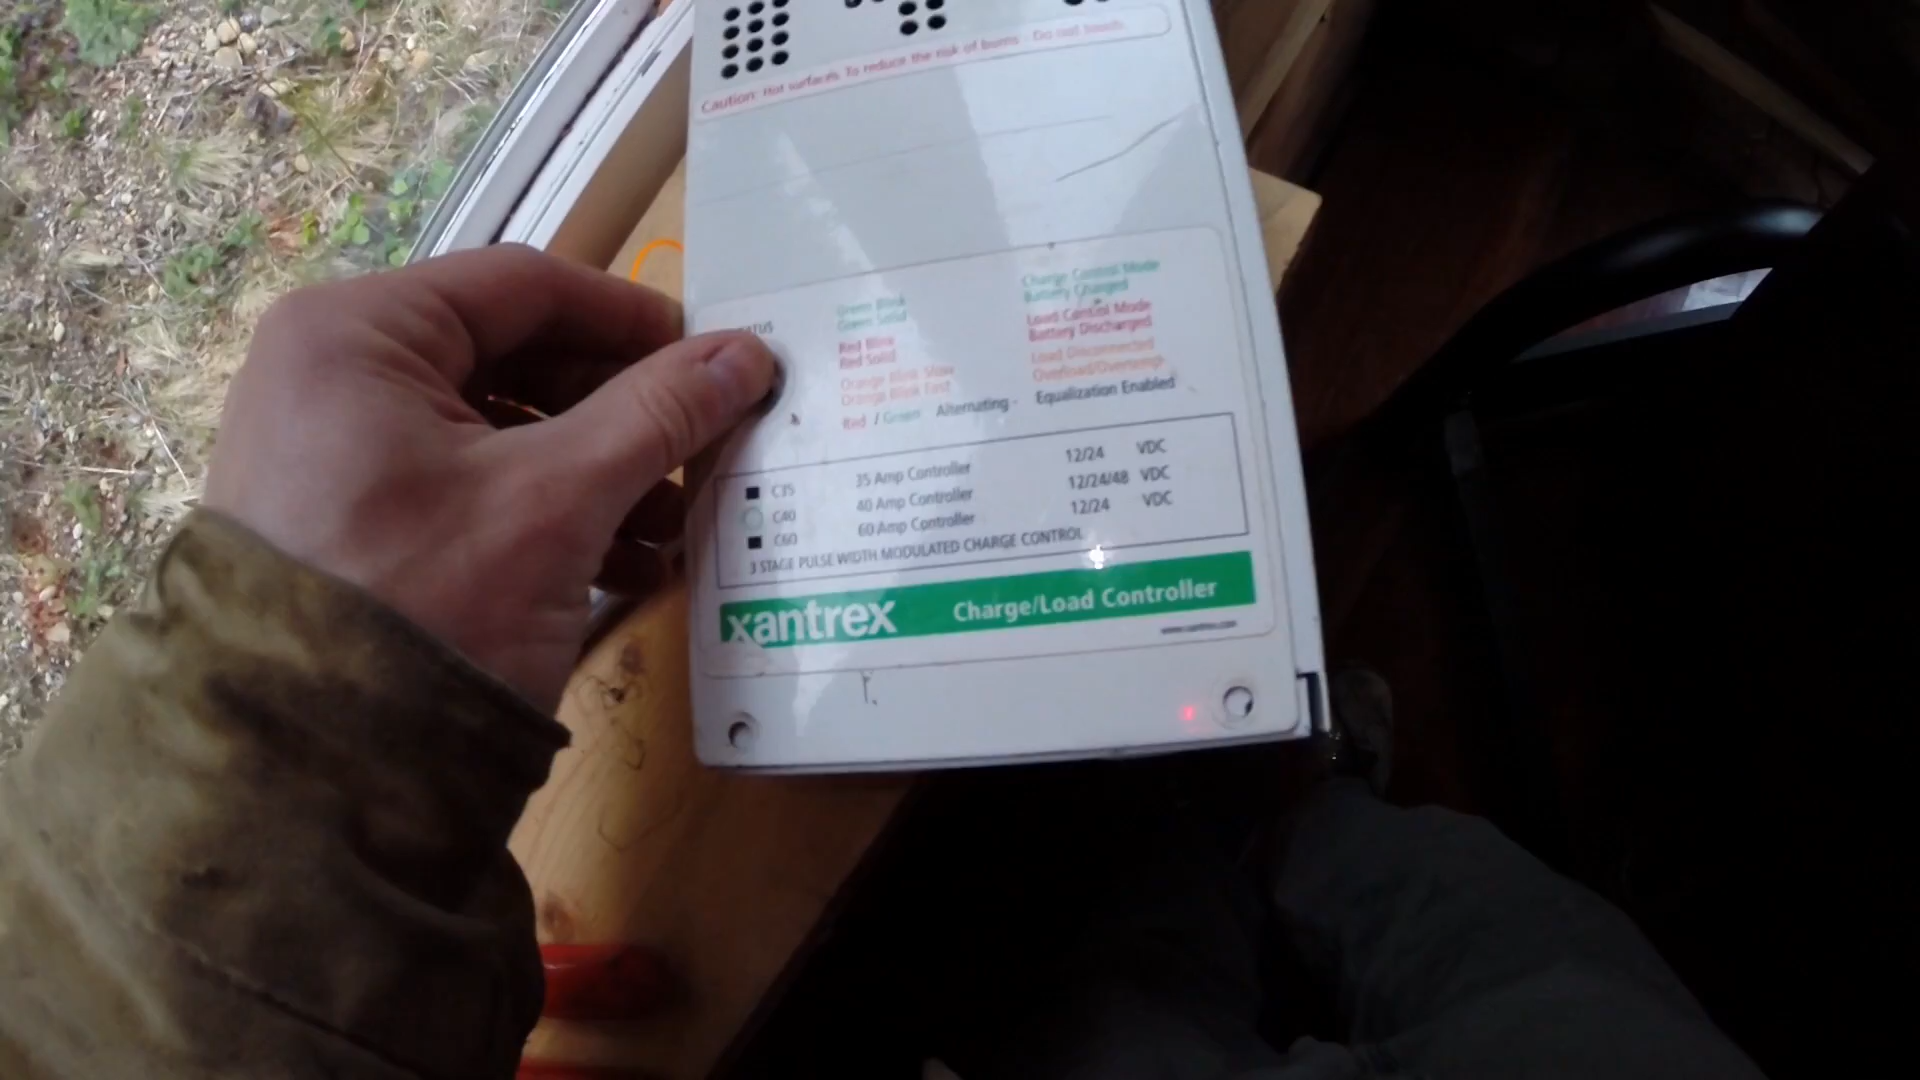 Caution: Hot surfaces. To reduce the risk of burns - Do not touch.
Green Blink Charge Control Mode
Green Solid Battery Charged
Red Blink Load Control Mode
Red Solid Battery Discharged
Orange Blink Slow Load Disconnected
Orange Blink Fast Overload/Overtemp
Red / Green Alternating - Equalization Enabled
C35 35 Amp Controller 12/24 VDC
C40 40 Amp Controller 12/24/48 VDC
C60 60 Amp Controller 12/24 VDC
3 STAGE PULSE WIDTH MODULATED CHARGE CONTROL
xantrex Charge/Load Controller
www.xantrex.com